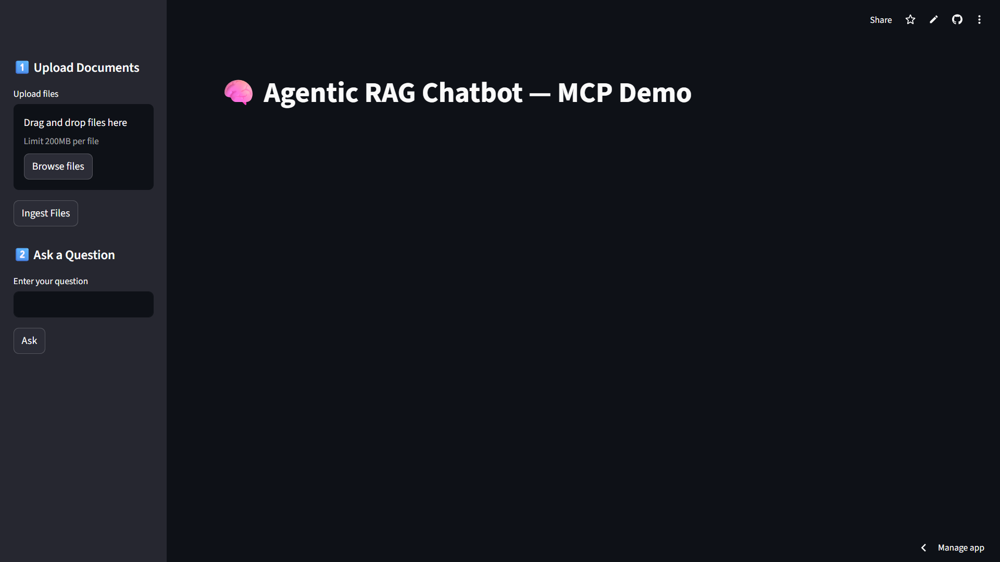 Share
1 Upload Documents
Upload files
Drag and drop files here
Limit 200MB per file
Browse files
Ingest Files
2 Ask a Question
Enter your question
Ask
Agentic RAG Chatbot — MCP Demo
Manage app